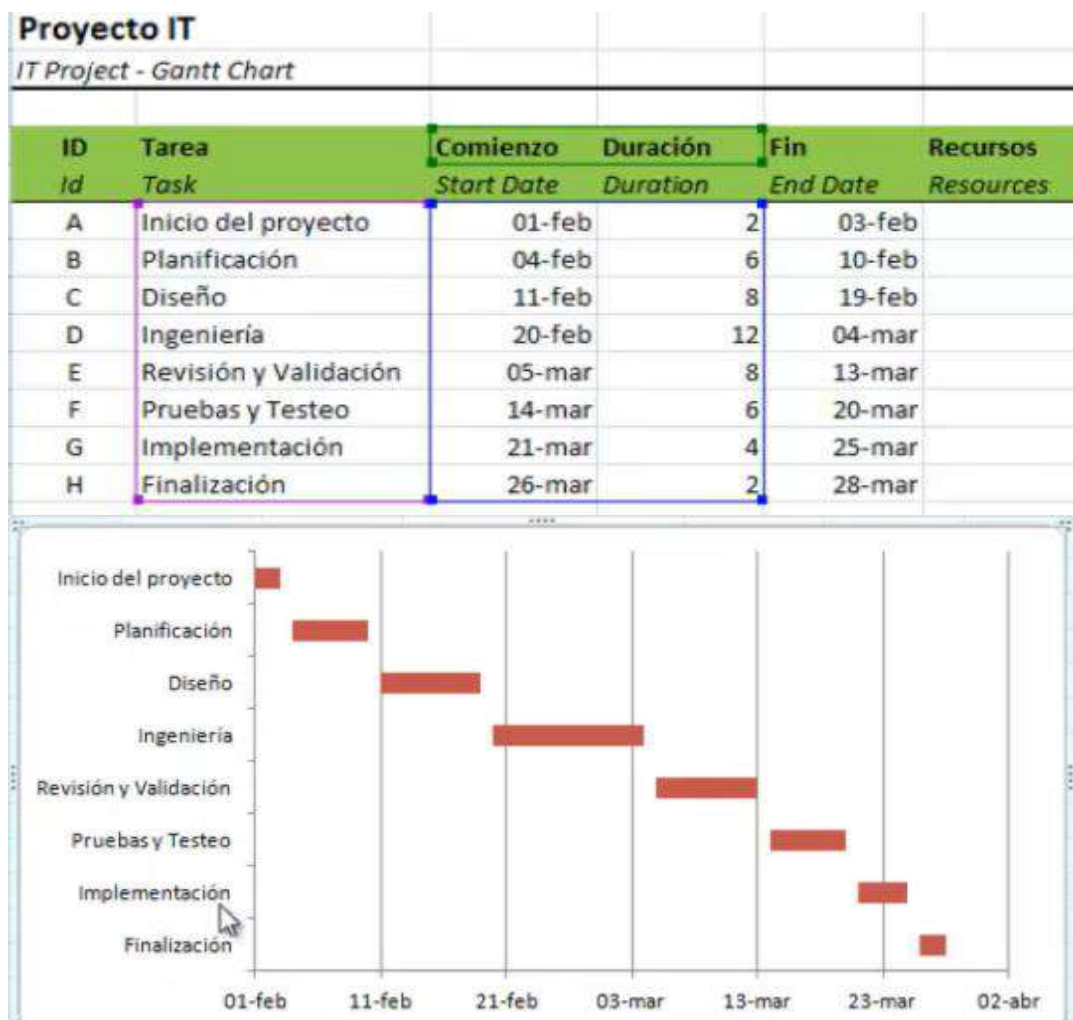 Proyecto IT
IT Project - Gantt Chart
ID Tarea Comienzo Duración Fin Recursos
Id Task Start Date Duration End Date Resources
A Inicio del proyecto 01-feb 2 03-feb
B Planificación 04-feb 6 10-feb
C Diseño 11-feb 8 19-feb
D Ingeniería 20-feb 12 04-mar
E Revisión y Validación 05-mar 8 13-mar
F Pruebas y Testeo 14-mar 6 20-mar
G Implementación 21-mar 4 25-mar
H Finalización 26-mar 2 28-mar
Inicio del proyecto
Planificación
Diseño
Ingeniería
Revisión y Validación
Pruebas y Testeo
Implementación
Finalización
01-feb 11-feb 21-feb 03-mar 13-mar 23-mar 02-abr